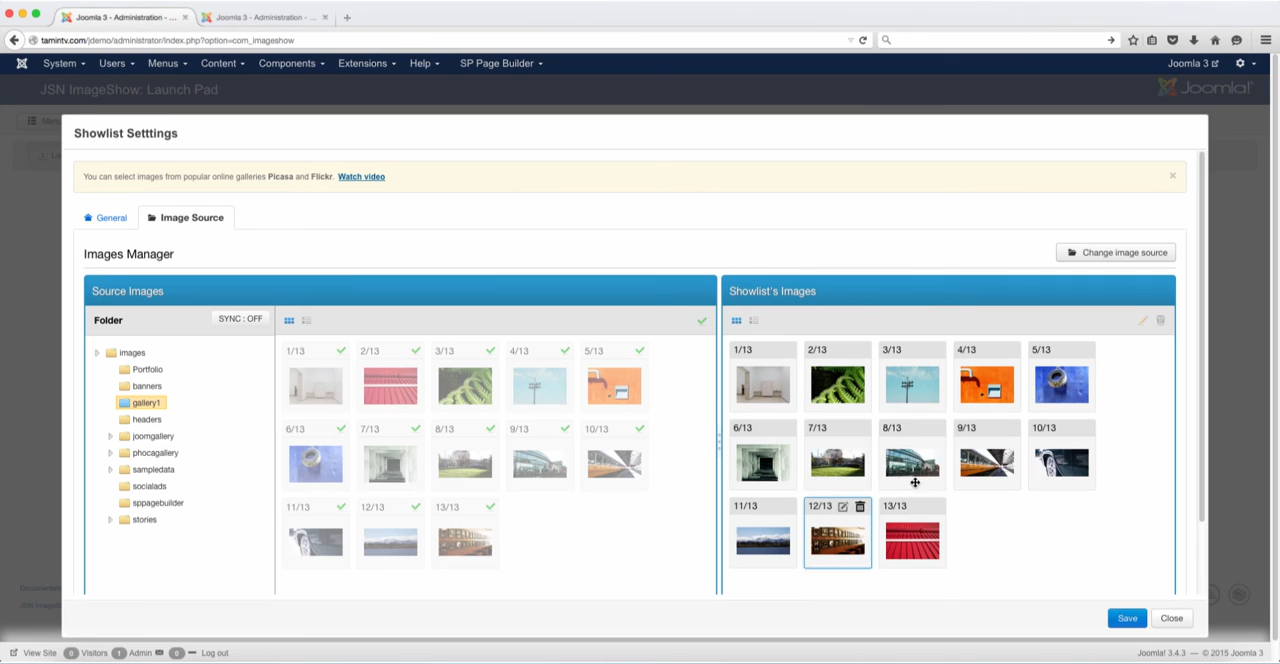 Joomla 3 - Administration - ...
Joomla 3 - Administration - ...
tamintv.com/jdemo/administrator/index.php?option=com_imageshow
System Users Menus Content Components Extensions Help SP Page Builder Joomla 3
JSN ImageShow: Launch Pad
Joomla!
Menu
Showlist Setttings
You can select images from popular online galleries Picasa and Flickr. Watch video
General Image Source
Images Manager
Change image source
Source Images
Showlist's Images
Folder
SYNC : OFF
images
Portfolio
banners
gallery1
headers
joomgallery
phocagallery
sampledata
socialads
sppagebuilder
stories
1/13 2/13 3/13 4/13 5/13
6/13 7/13 8/13 9/13 10/13
11/13 12/13 13/13
1/13 2/13 3/13 4/13 5/13
6/13 7/13 8/13 9/13 10/13
11/13 12/13 13/13
Save Close
View Site 0 Visitors 1 Admin 0 Log out
Joomla! 3.4.3 — © 2015 Joomla 3